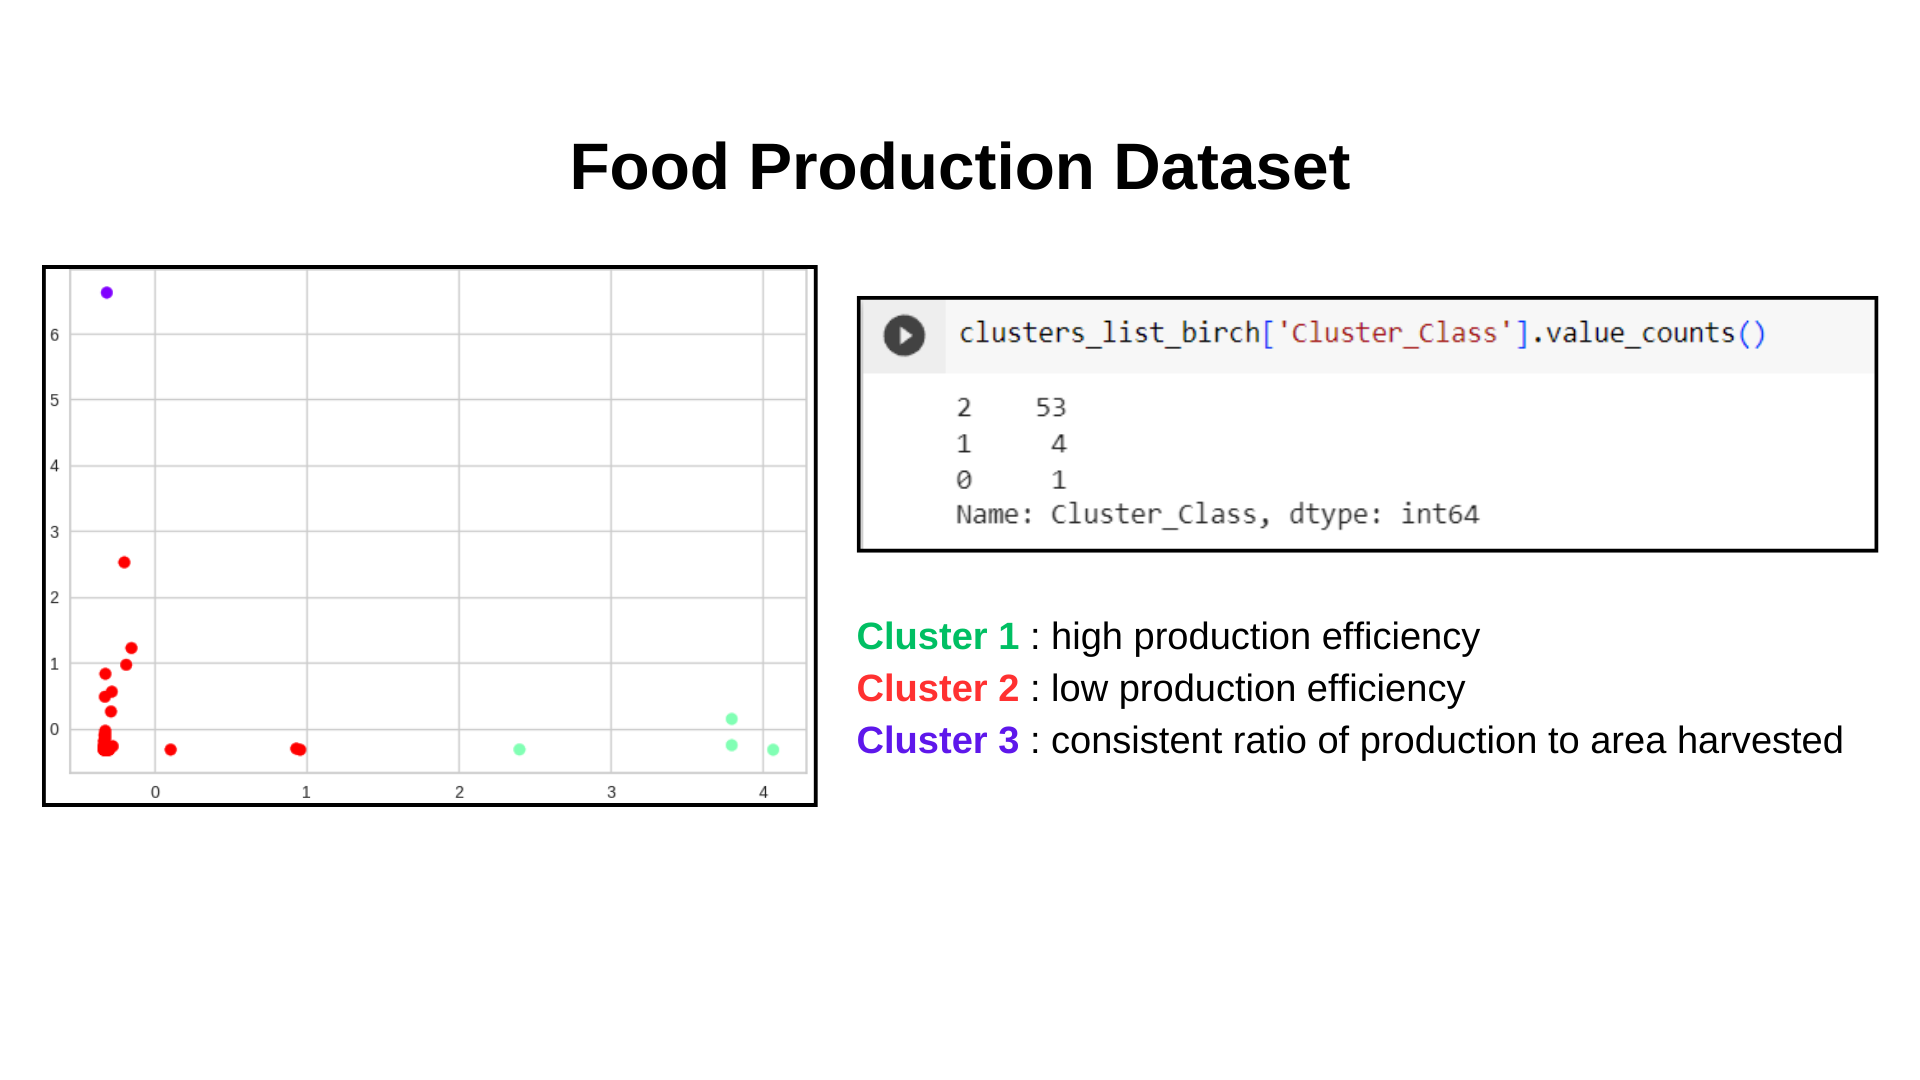 Food Production Dataset
6
5
4
3
2
1
0
0 1 2 3 4
clusters_list_birch['Cluster_Class'].value_counts()
2 53
1 4
0 1
Name: Cluster_Class, dtype: int64
Cluster 1 : high production efficiency
Cluster 2 : low production efficiency
Cluster 3 : consistent ratio of production to area harvested